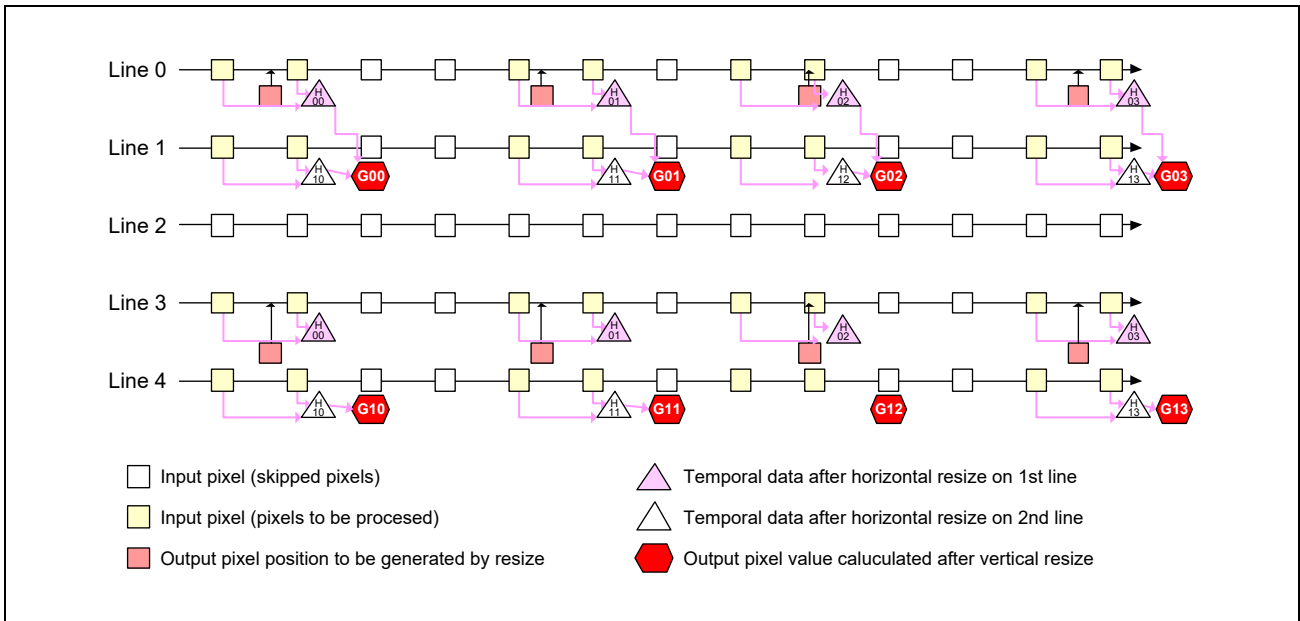 Line 0
H 00
H 01
H 02
H 03
Line 1
H 10
G00
H 11
G01
H 12
G02
H 13
G03
Line 2
Line 3
H 00
H 01
H 02
H 03
Line 4
H 10
G10
H 11
G11
G12
H 13
G13
Input pixel (skipped pixels)
Temporal data after horizontal resize on 1st line
Input pixel (pixels to be procesed)
Temporal data after horizontal resize on 2nd line
Output pixel position to be generated by resize
Output pixel value caluculated after vertical resize